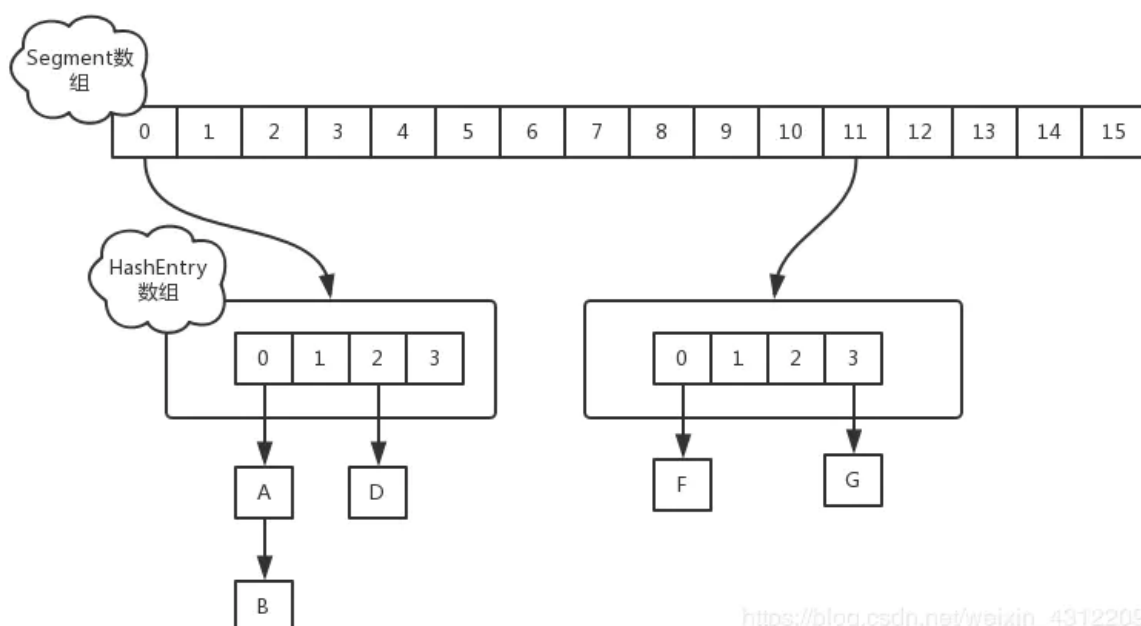 Segment数
组
0 1 2 3 4 5 6 7 8 9 10 11 12 13 14 15
HashEntry
数组
0 1 2 3
0 1 2 3
A
D
F
G
B
https://blog.csdn.net/weixin_4312209